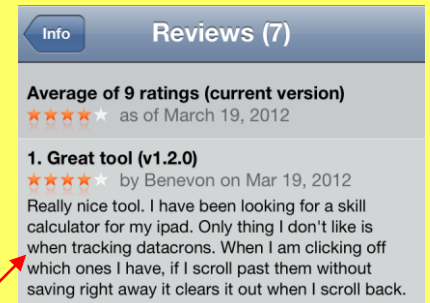 Info
Reviews (7)
Average of 9 ratings (current version)
as of March 19, 2012
1. Great tool (v1.2.0)
by Benevon on Mar 19, 2012
Really nice tool. I have been looking for a skill
calculator for my ipad. Only thing I don't like is
when tracking datacrons. When I am clicking off
which ones I have, if I scroll past them without
saving right away it clears it out when I scroll back.